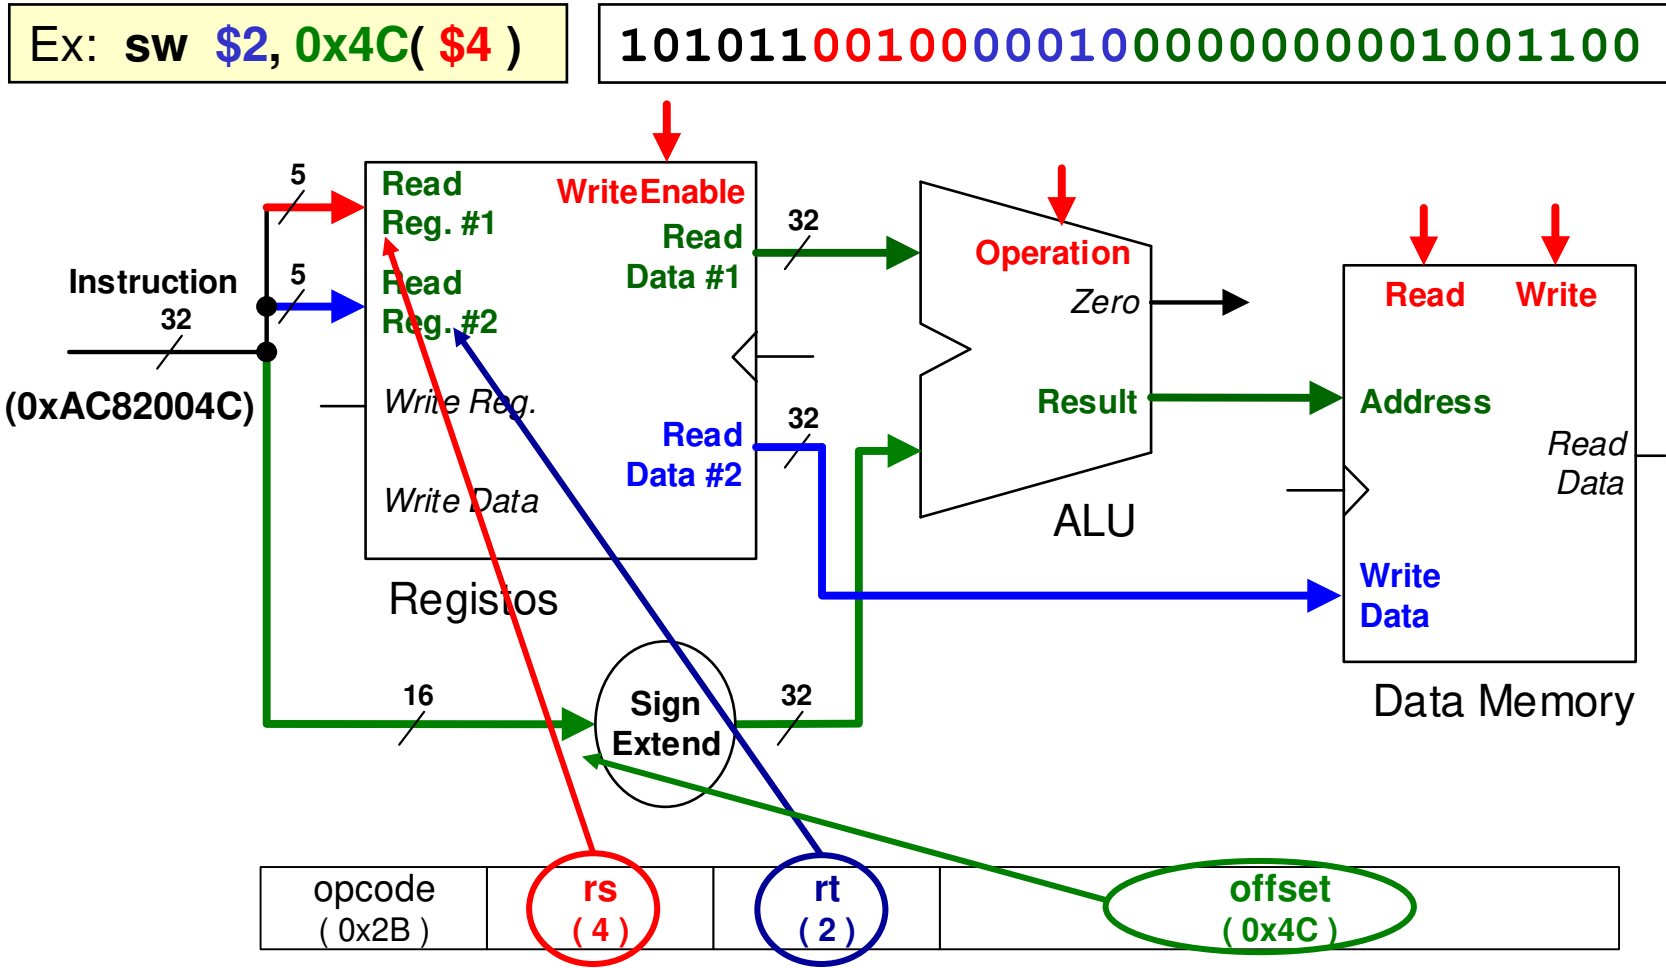 Ex: sw $2, 0x4C( $4 )
10101100100000100000000001001100
5
Read
Reg. #1
WriteEnable
Read
Data #1
32
Operation
Zero
Read
Write
Instruction
32
(0xAC82004C)
5
Read
Reg. #2
Write Reg.
Write Data
Read
Data #2
32
Result
ALU
Address
Read
Data
Write
Data
Data Memory
Registos
16
Sign
Extend
32
opcode
( 0x2B )
rs
( 4 )
rt
( 2 )
offset
( 0x4C )